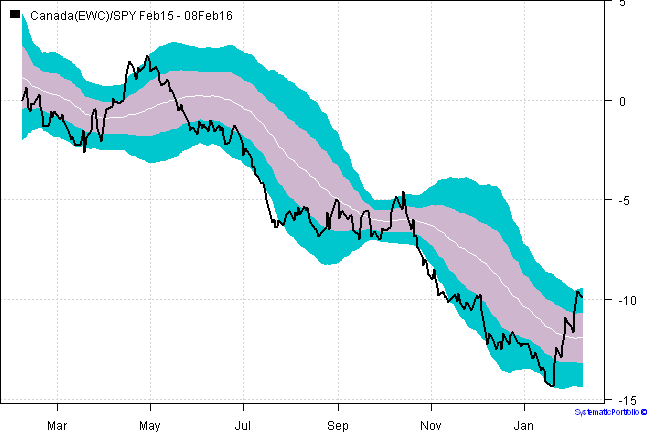 Canada(EWC)/SPY Feb15 - 08Feb16
5
0
-5
-10
-15
Mar May Jul Sep Nov Jan
SystematicPortfolio ©